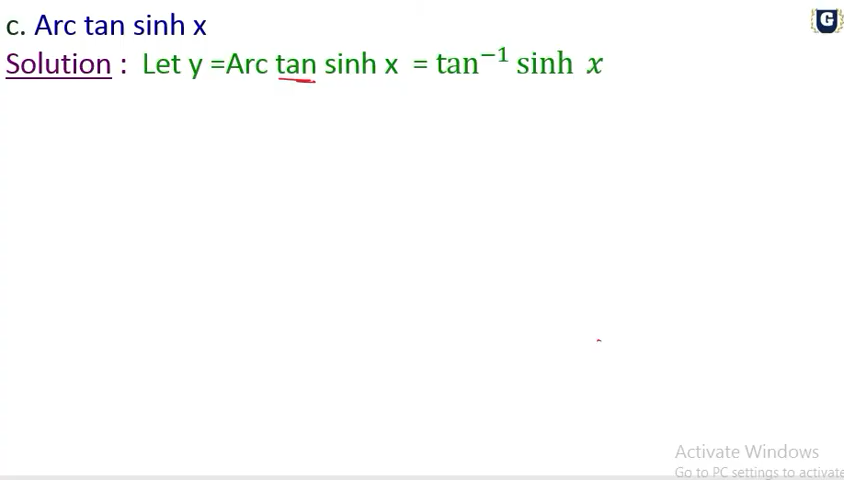 c. Arc tan sinh x
G
Solution : Let y =Arc tan sinh x = tan⁻¹ sinh x
Activate Windows
Go to PC settings to activate